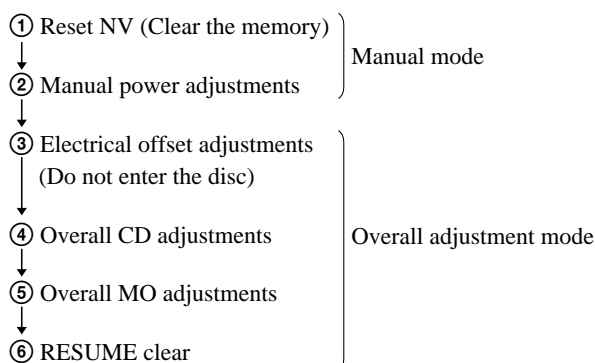 ① Reset NV (Clear the memory)
Manual mode
② Manual power adjustments
③ Electrical offset adjustments
(Do not enter the disc)
④ Overall CD adjustments
Overall adjustment mode
⑤ Overall MO adjustments
⑥ RESUME clear